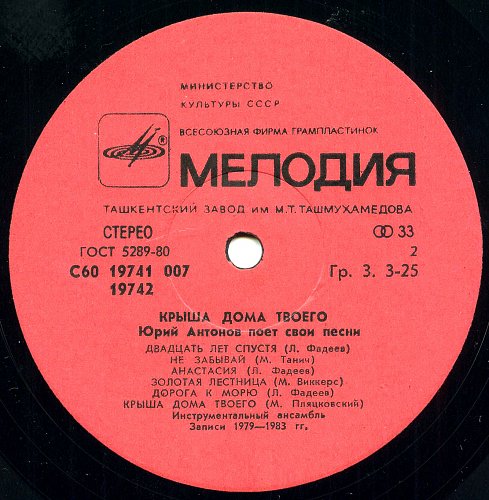 МИНИСТЕРСТВО
КУЛЬТУРЫ СССР
ВСЕСОЮЗНАЯ ФИРМА ГРАМПЛАСТИНОК
®
МЕЛОДИЯ
ТАШКЕНТСКИЙ ЗАВОД ИМ М.Т.ТАШМУХАМЕДОВА
СТЕРЕО 33
ГОСТ 5289-80 2
С60 19741 007 Гр. 3. 3-25
19742
КРЫША ДОМА ТВОЕГО
Юрий Антонов поет свои песни
ДВАДЦАТЬ ЛЕТ СПУСТЯ (Л. Фадеев)
НЕ ЗАБЫВАЙ (М. Танич)
АНАСТАСИЯ (Л. Фадеев)
ЗОЛОТАЯ ЛЕСТНИЦА (М. Виккерс)
ДОРОГА К МОРЮ (Л. Фадеев)
КРЫША ДОМА ТВОЕГО (М. Пляцковский)
Инструментальный ансамбль
Записи 1979—1983 гг.